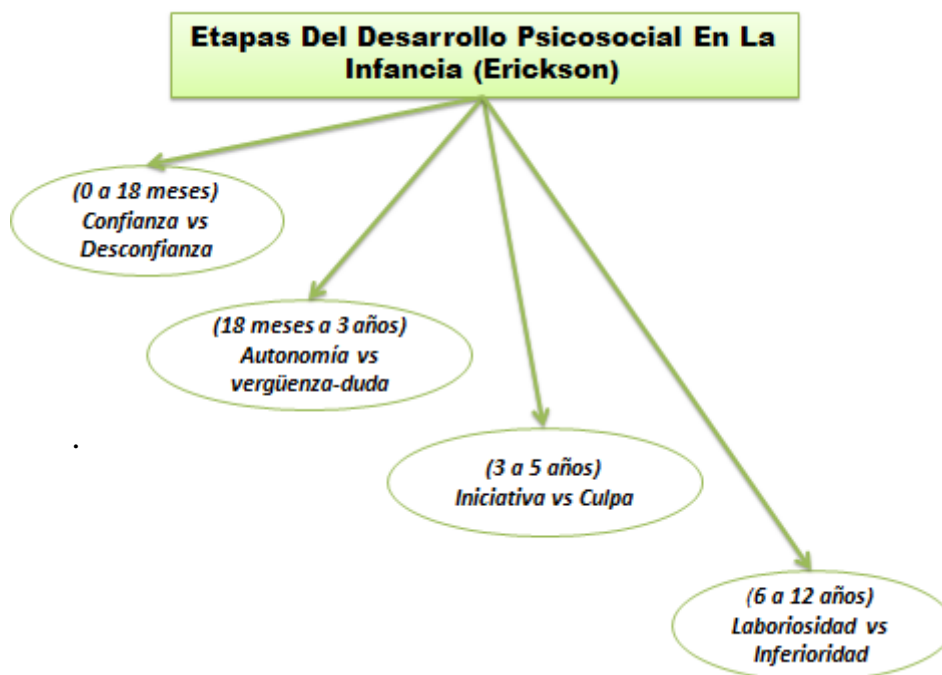 Etapas Del Desarrollo Psicosocial En La
Infancia (Erickson)
(0 a 18 meses)
Confianza vs
Desconfianza
(18 meses a 3 años)
Autonomía vs
vergüenza-duda
.
(3 a 5 años)
Iniciativa vs Culpa
(6 a 12 años)
Laboriosidad vs
Inferioridad